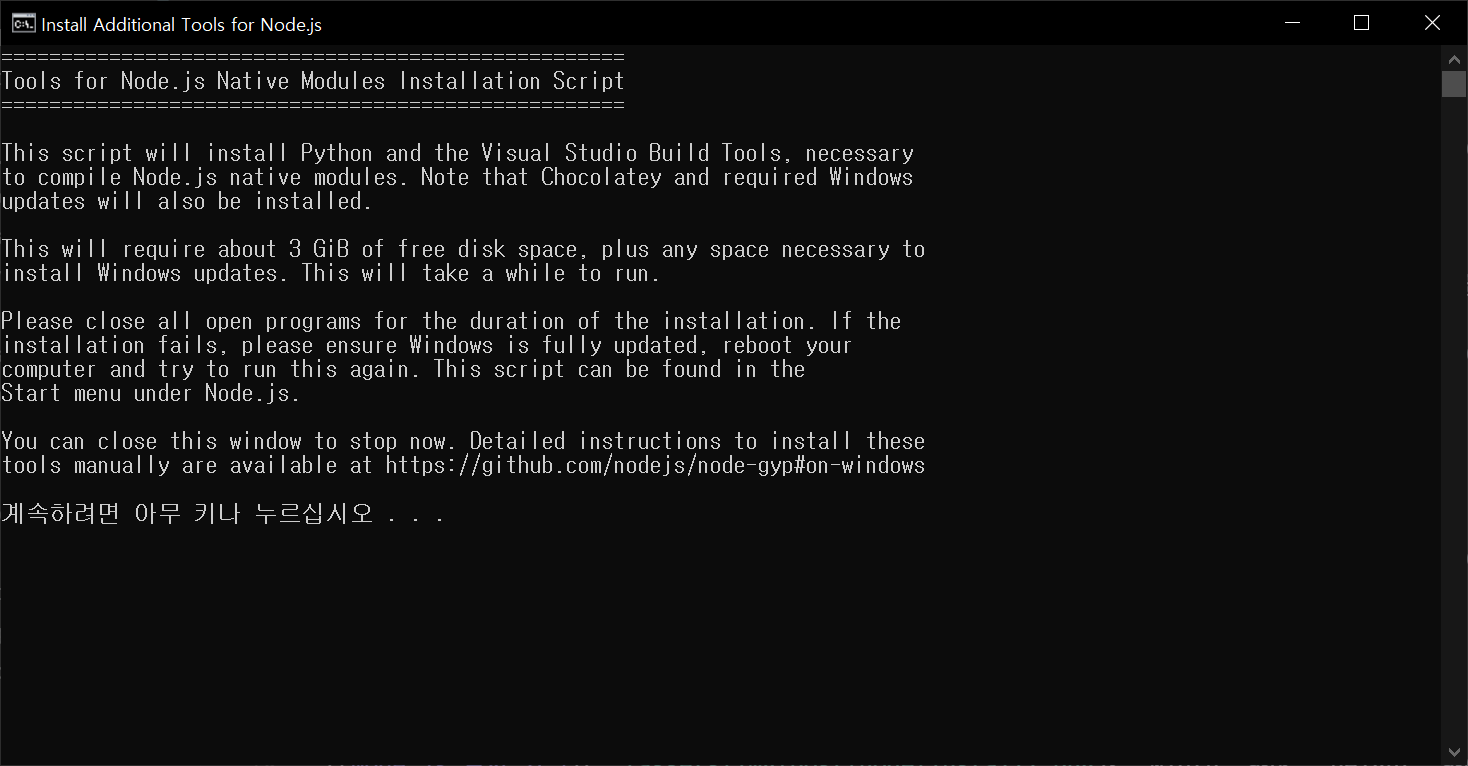 Install Additional Tools for Node.js
====================================================
Tools for Node.js Native Modules Installation Script
====================================================
This script will install Python and the Visual Studio Build Tools, necessary
to compile Node.js native modules. Note that Chocolatey and required Windows
updates will also be installed.
This will require about 3 GiB of free disk space, plus any space necessary to
install Windows updates. This will take a while to run.
Please close all open programs for the duration of the installation. If the
installation fails, please ensure Windows is fully updated, reboot your
computer and try to run this again. This script can be found in the
Start menu under Node.js.
You can close this window to stop now. Detailed instructions to install these
tools manually are available at https://github.com/nodejs/node-gyp#on-windows
계속하려면 아무 키나 누르십시오 . . .